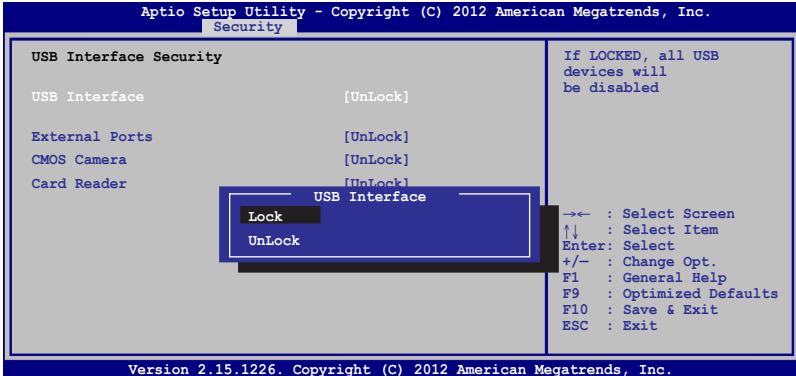 Aptio Setup Utility - Copyright (C) 2012 American Megatrends, Inc.
Security
USB Interface Security
USB Interface [UnLock]
External Ports [UnLock]
CMOS Camera [UnLock]
Card Reader [UnLock]
USB Interface
Lock
UnLock
If LOCKED, all USB
devices will
be disabled
→← : Select Screen
↑↓ : Select Item
Enter: Select
+/— : Change Opt.
F1 : General Help
F9 : Optimized Defaults
F10 : Save & Exit
ESC : Exit
Version 2.15.1226. Copyright (C) 2012 American Megatrends, Inc.